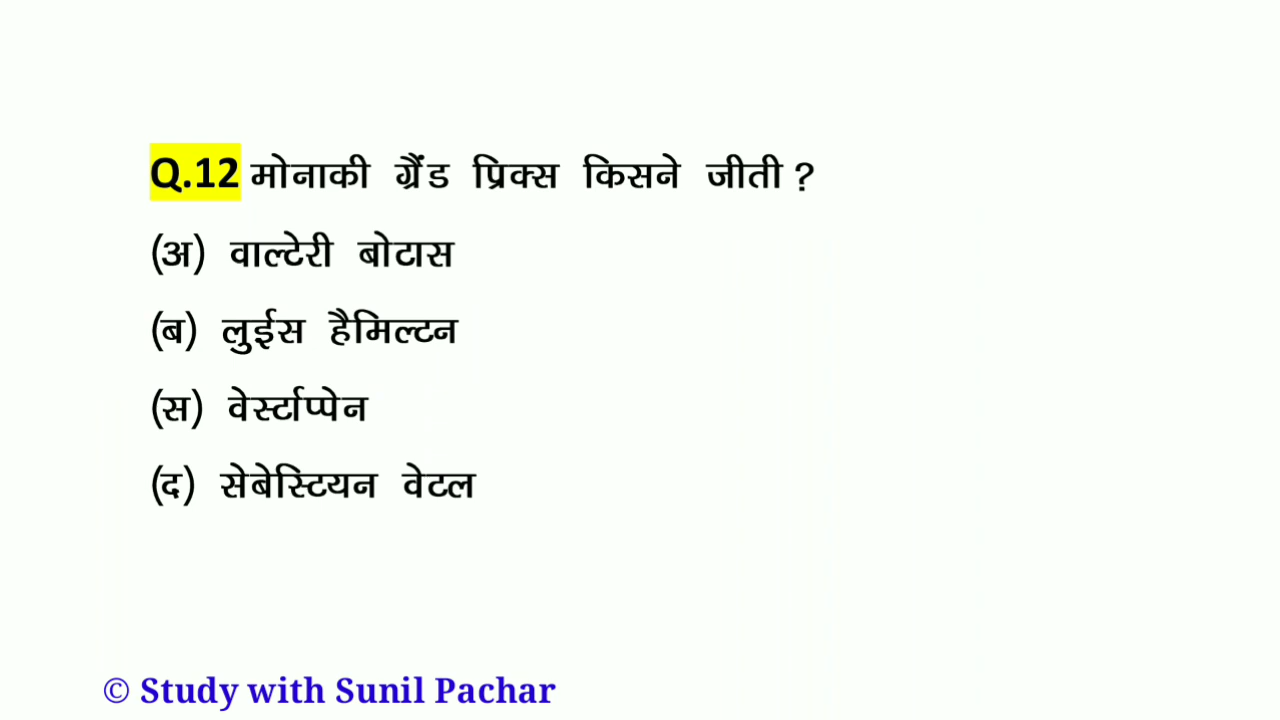 Q.12 मोनाकी ग्रैंड प्रिक्स किसने जीती ?
(अ) वाल्टेरी बोटास
(ब) लुईस हैमिल्टन
(स) वेर्स्टाप्पेन
(द) सेबेस्टियन वेटल
© Study with Sunil Pachar